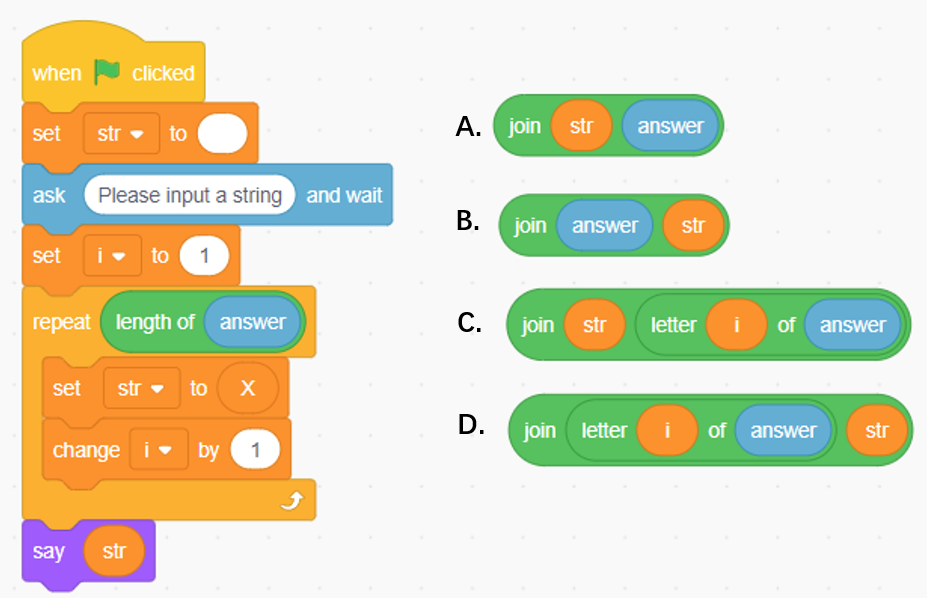 when clicked
set str to
ask Please input a string and wait
set i to 1
repeat length of answer
set str to X
change i by 1
say str
A. join str answer
B. join answer str
C. join str letter i of answer
D. join letter i of answer str